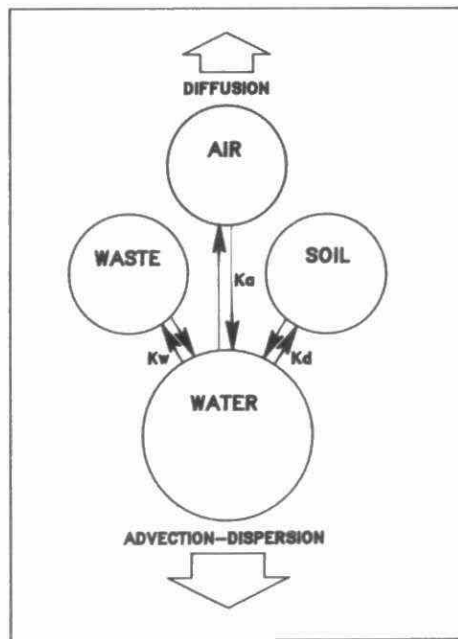 DIFFUSION
AIR
WASTE
SOIL
Ka
Kw
Kd
WATER
ADVECTION–DISPERSION